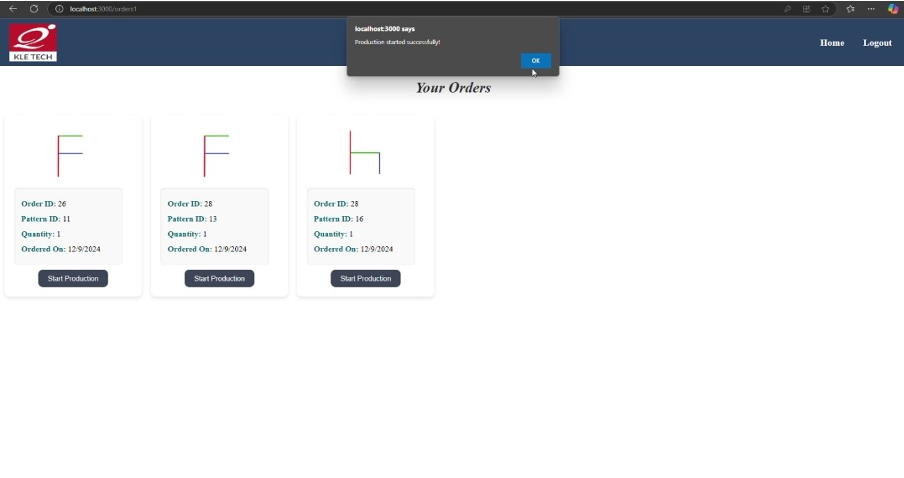 localhost:3000/orders1
KLE TECH
localhost:3000 says
Production started successfully!
OK
Home
Logout
Your Orders
Order ID: 26
Pattern ID: 11
Quantity: 1
Ordered On: 12/9/2024
Start Production
Order ID: 28
Pattern ID: 13
Quantity: 1
Ordered On: 12/9/2024
Start Production
Order ID: 28
Pattern ID: 16
Quantity: 1
Ordered On: 12/9/2024
Start Production